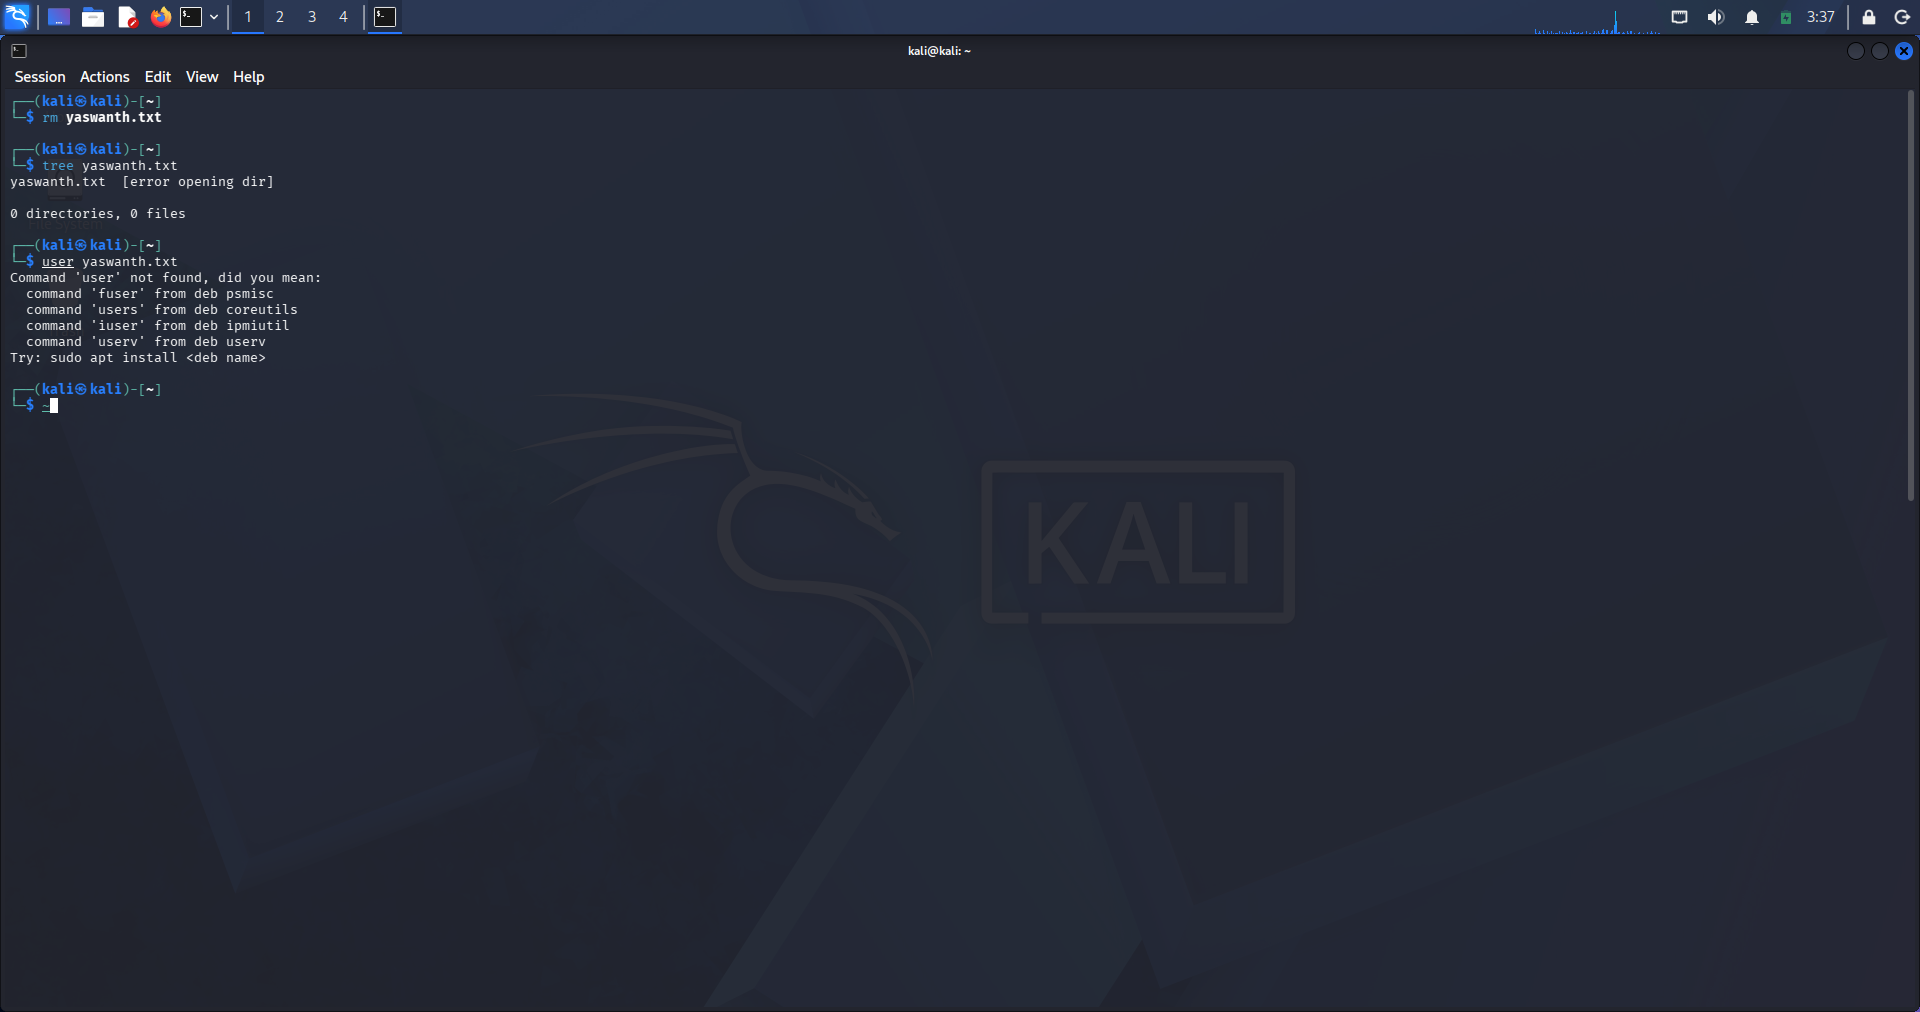 1 2 3 4
3:37
kali@kali: ~
Session Actions Edit View Help
┌──(kali㉿kali)-[~]
└─$ rm yaswanth.txt
┌──(kali㉿kali)-[~]
└─$ tree yaswanth.txt
yaswanth.txt  [error opening dir]
0 directories, 0 files
┌──(kali㉿kali)-[~]
└─$ user yaswanth.txt
Command 'user' not found, did you mean:
  command 'fuser' from deb psmisc
  command 'users' from deb coreutils
  command 'iuser' from deb ipmiutil
  command 'userv' from deb userv
Try: sudo apt install <deb name>
┌──(kali㉿kali)-[~]
└─$ ~
KALI